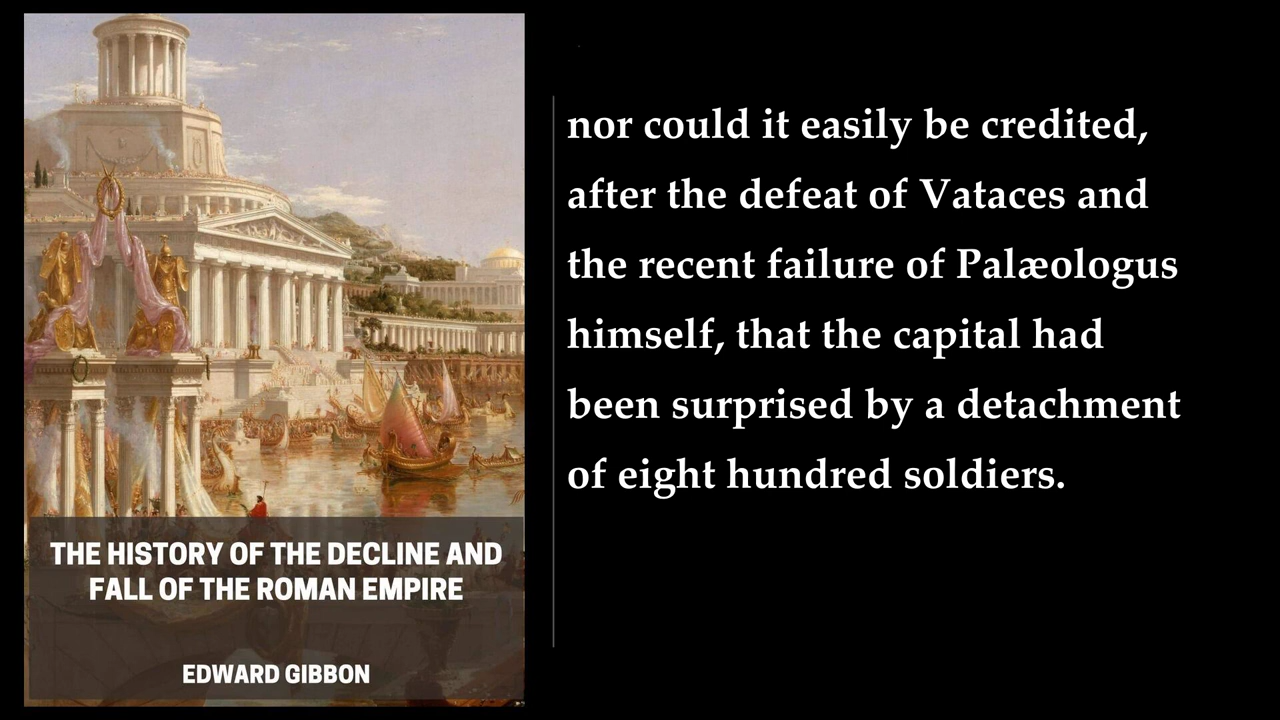 THE HISTORY OF THE DECLINE AND
FALL OF THE ROMAN EMPIRE
EDWARD GIBBON
nor could it easily be credited,
after the defeat of Vataces and
the recent failure of Palæologus
himself, that the capital had
been surprised by a detachment
of eight hundred soldiers.